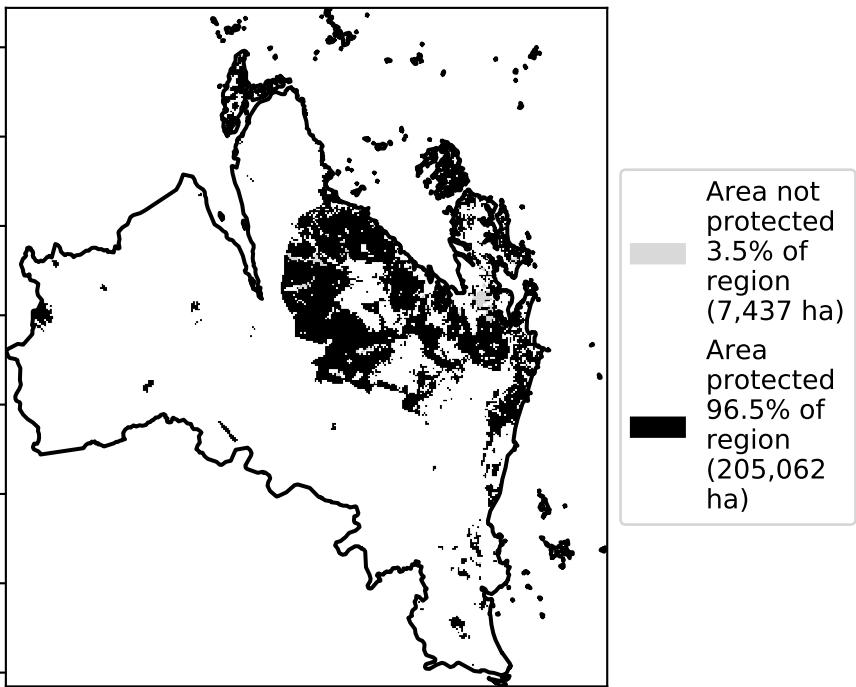 Area not
protected
3.5% of
region
(7,437 ha)
Area
protected
96.5% of
region
(205,062
ha)